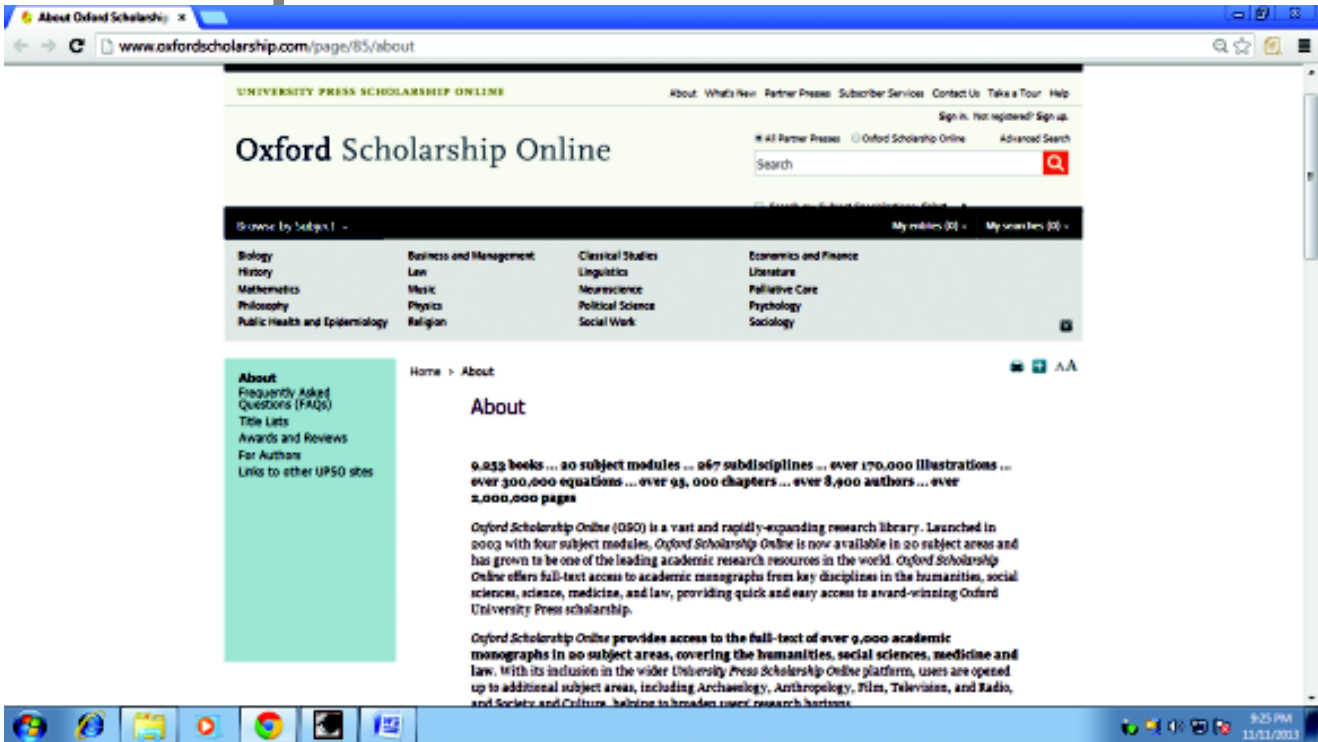 About Oxford Scholarship
www.oxfordscholarship.com/page/85/about
UNIVERSITY PRESS SCHOLARSHIP ONLINE
About What's New Partner Presses Subscriber Services Contact Us Take a Tour Help
Sign in. Not registered? Sign up.
Oxford Scholarship Online
All Partner Presses Oxford Scholarship Online Advanced Search
Search
Browse by Subject
My entries (0) My searches (0)
Biology Business and Management Classical Studies Economics and Finance
History Law Linguistics Literature
Mathematics Music Neuroscience Palliative Care
Philosophy Physics Political Science Psychology
Public Health and Epidemiology Religion Social Work Sociology
About
Frequently Asked
Questions (FAQs)
Title Lists
Awards and Reviews
For Authors
Links to other UPSO sites
Home > About
AA
About
9,253 books ... 20 subject modules ... 267 subdisciplines ... over 170,000 illustrations ...
over 300,000 equations ... over 93, 000 chapters ... over 8,900 authors ... over
2,000,000 pages
Oxford Scholarship Online (OSO) is a vast and rapidly-expanding research library. Launched in
2003 with four subject modules, Oxford Scholarship Online is now available in 20 subject areas and
has grown to be one of the leading academic research resources in the world. Oxford Scholarship
Online offers full-text access to academic monographs from key disciplines in the humanities, social
sciences, science, medicine, and law, providing quick and easy access to award-winning Oxford
University Press scholarship.
Oxford Scholarship Online provides access to the full-text of over 9,000 academic
monographs in 20 subject areas, covering the humanities, social sciences, medicine and
law. With its inclusion in the wider University Press Scholarship Online platform, users are opened
up to additional subject areas, including Archaeology, Anthropology, Film, Television, and Radio,
and Society and Culture, helping to broaden users' research horizons
9:25 PM
11/11/2013